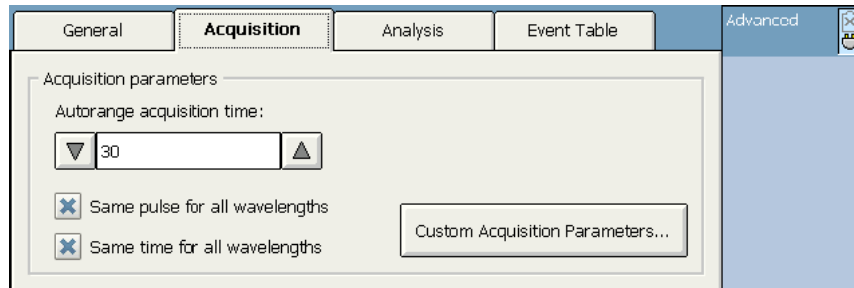 General
Acquisition
Analysis
Event Table
Advanced
Acquisition parameters
Autorange acquisition time:
30
Same pulse for all wavelengths
Same time for all wavelengths
Custom Acquisition Parameters...